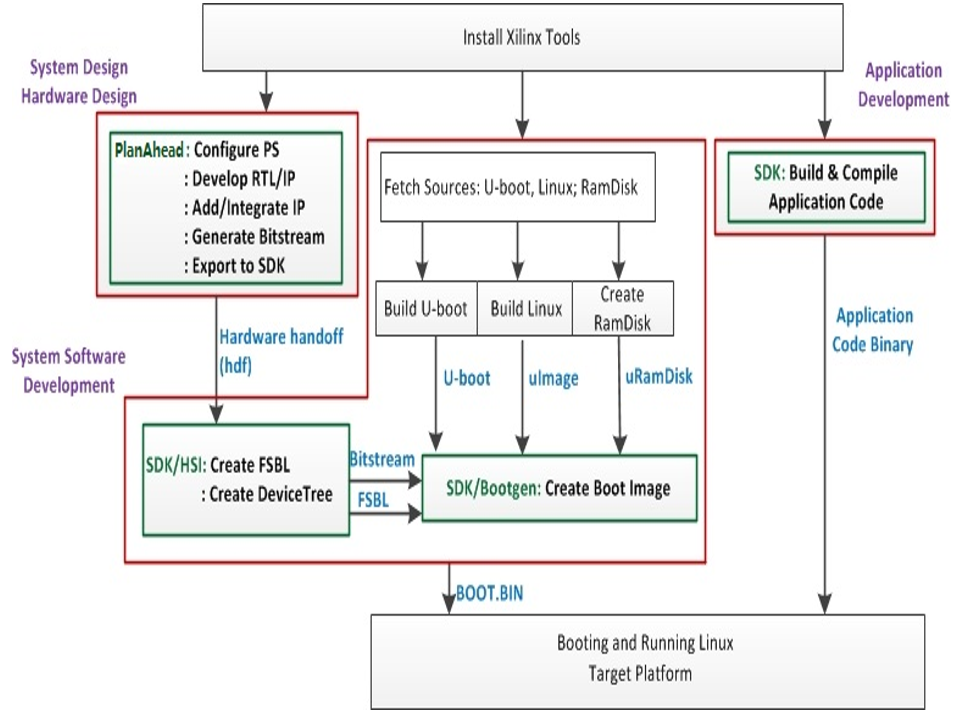 Install Xilinx Tools
System Design
Hardware Design
Application
Development
PlanAhead: Configure PS
: Develop RTL/IP
: Add/Integrate IP
: Generate Bitstream
: Export to SDK
Fetch Sources: U-boot, Linux; RamDisk
SDK: Build & Compile
Application Code
Build U-boot
Build Linux
Create
RamDisk
Hardware handoff
(hdf)
Application
Code Binary
System Software
Development
U-boot
uImage
uRamDisk
SDK/HSI: Create FSBL
: Create DeviceTree
Bitstream
FSBL
SDK/Bootgen: Create Boot Image
BOOT.BIN
Booting and Running Linux
Target Platform